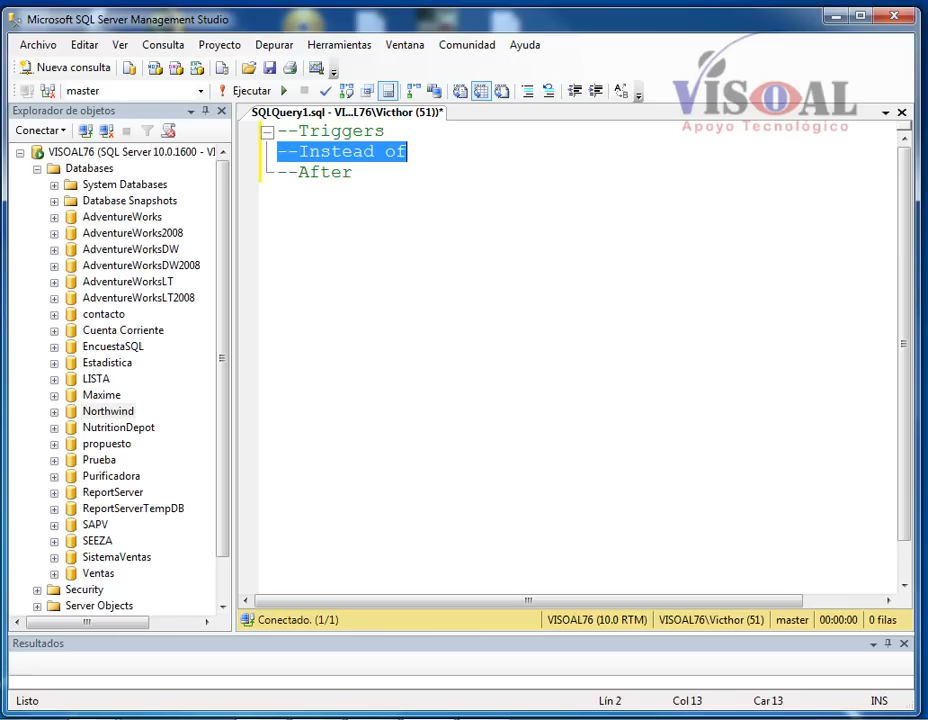 Microsoft SQL Server Management Studio
Archivo Editar Ver Consulta Proyecto Depurar Herramientas Ventana Comunidad Ayuda
Nueva consulta
master Ejecutar
VISOAL
Apoyo Tecnológico
Explorador de objetos
SQLQuery1.sql - VI...L76\Victhor (51))*
Conectar
VISOAL76 (SQL Server 10.0.1600 - VI
Databases
System Databases
Database Snapshots
AdventureWorks
AdventureWorks2008
AdventureWorksDW
AdventureWorksDW2008
AdventureWorksLT
AdventureWorksLT2008
contacto
Cuenta Corriente
EncuestaSQL
Estadistica
LISTA
Maxime
Northwind
NutritionDepot
propuesto
Prueba
Purificadora
ReportServer
ReportServerTempDB
SAPV
SEEZA
SistemaVentas
Ventas
Security
Server Objects
--Triggers
--Instead of
--After
Conectado. (1/1) VISOAL76 (10.0 RTM) VISOAL76\Victhor (51) master 00:00:00 0 filas
Resultados
Listo Lín 2 Col 13 Car 13 INS